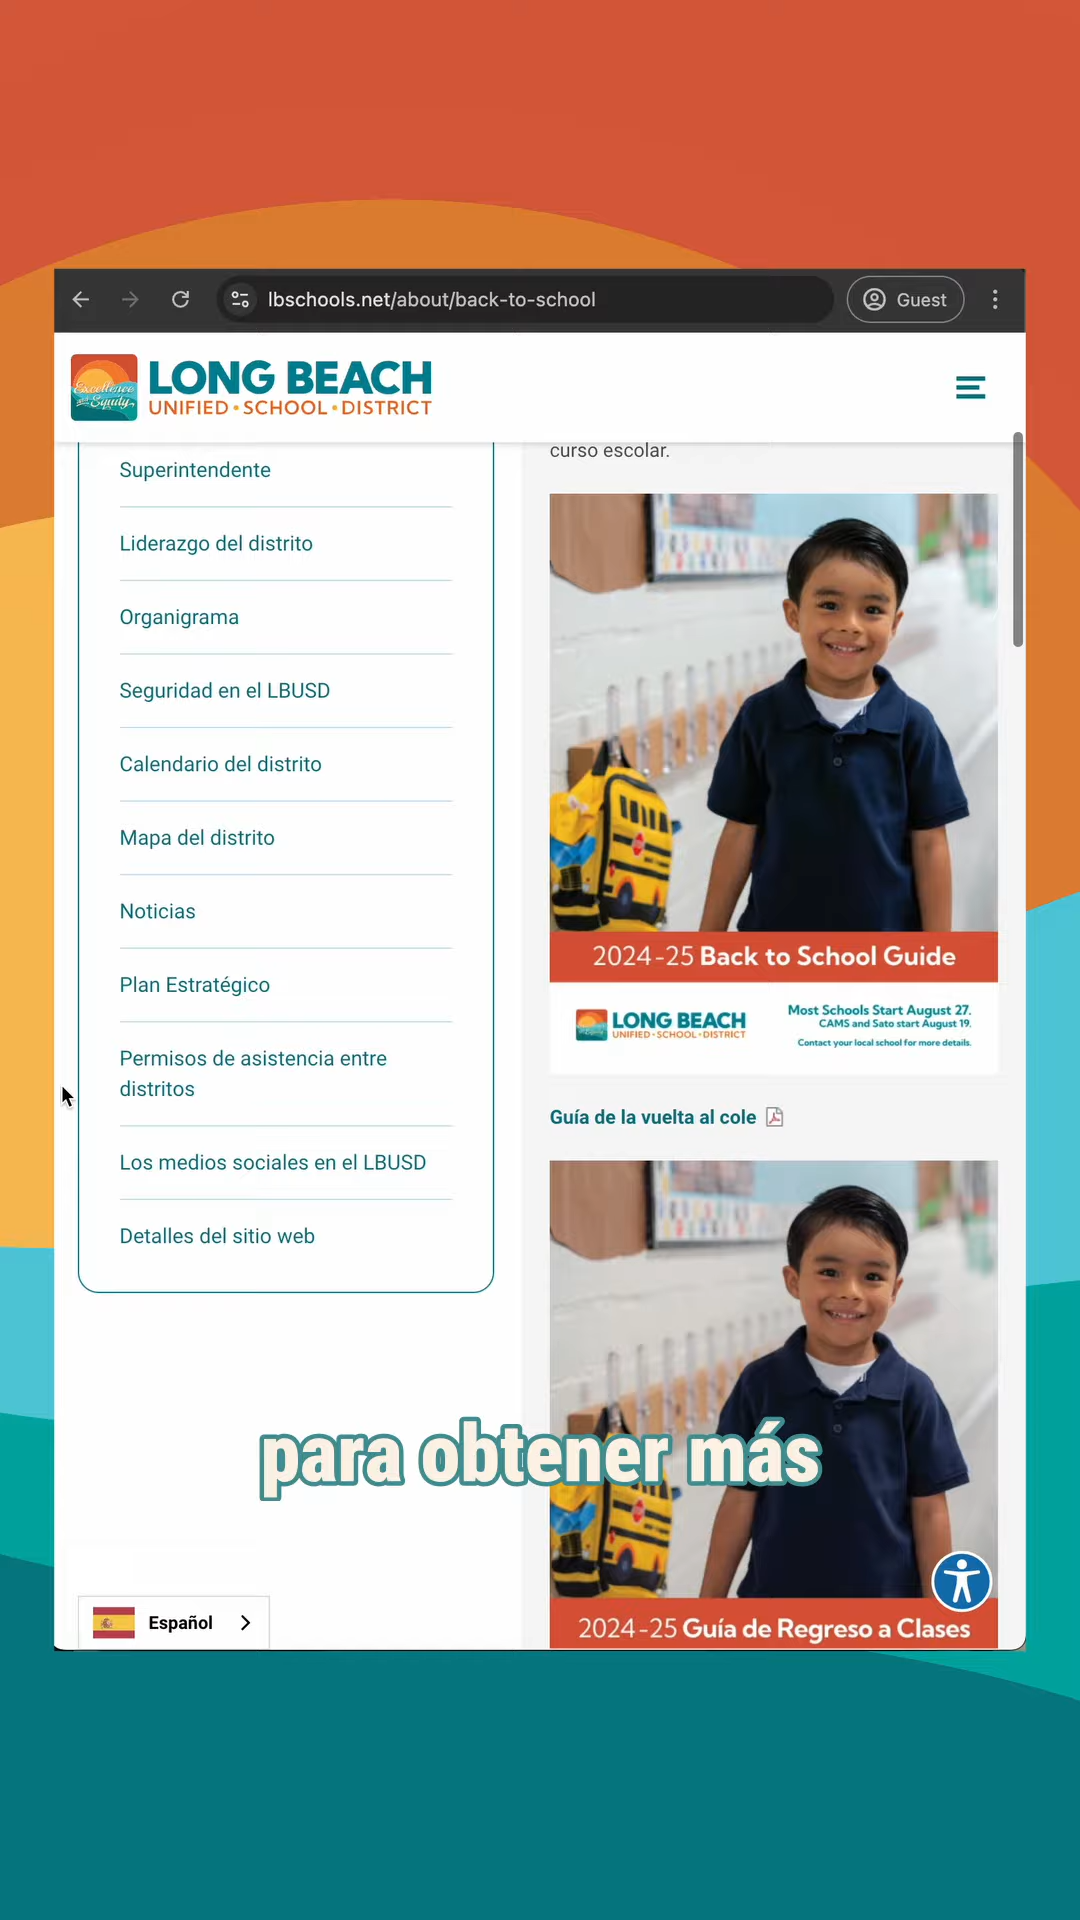 lbschools.net/about/back-to-school
Guest
Excellence
and Equity
LONG BEACH
UNIFIED • SCHOOL • DISTRICT
Superintendente
Liderazgo del distrito
Organigrama
Seguridad en el LBUSD
Calendario del distrito
Mapa del distrito
Noticias
Plan Estratégico
Permisos de asistencia entre
distritos
Los medios sociales en el LBUSD
Detalles del sitio web
curso escolar.
2024-25 Back to School Guide
LONG BEACH
UNIFIED • SCHOOL • DISTRICT
Most Schools Start August 27.
CAMS and Sato start August 19.
Contact your local school for more details.
Guía de la vuelta al cole
para obtener más
2024-25 Guía de Regreso a Clases
Español